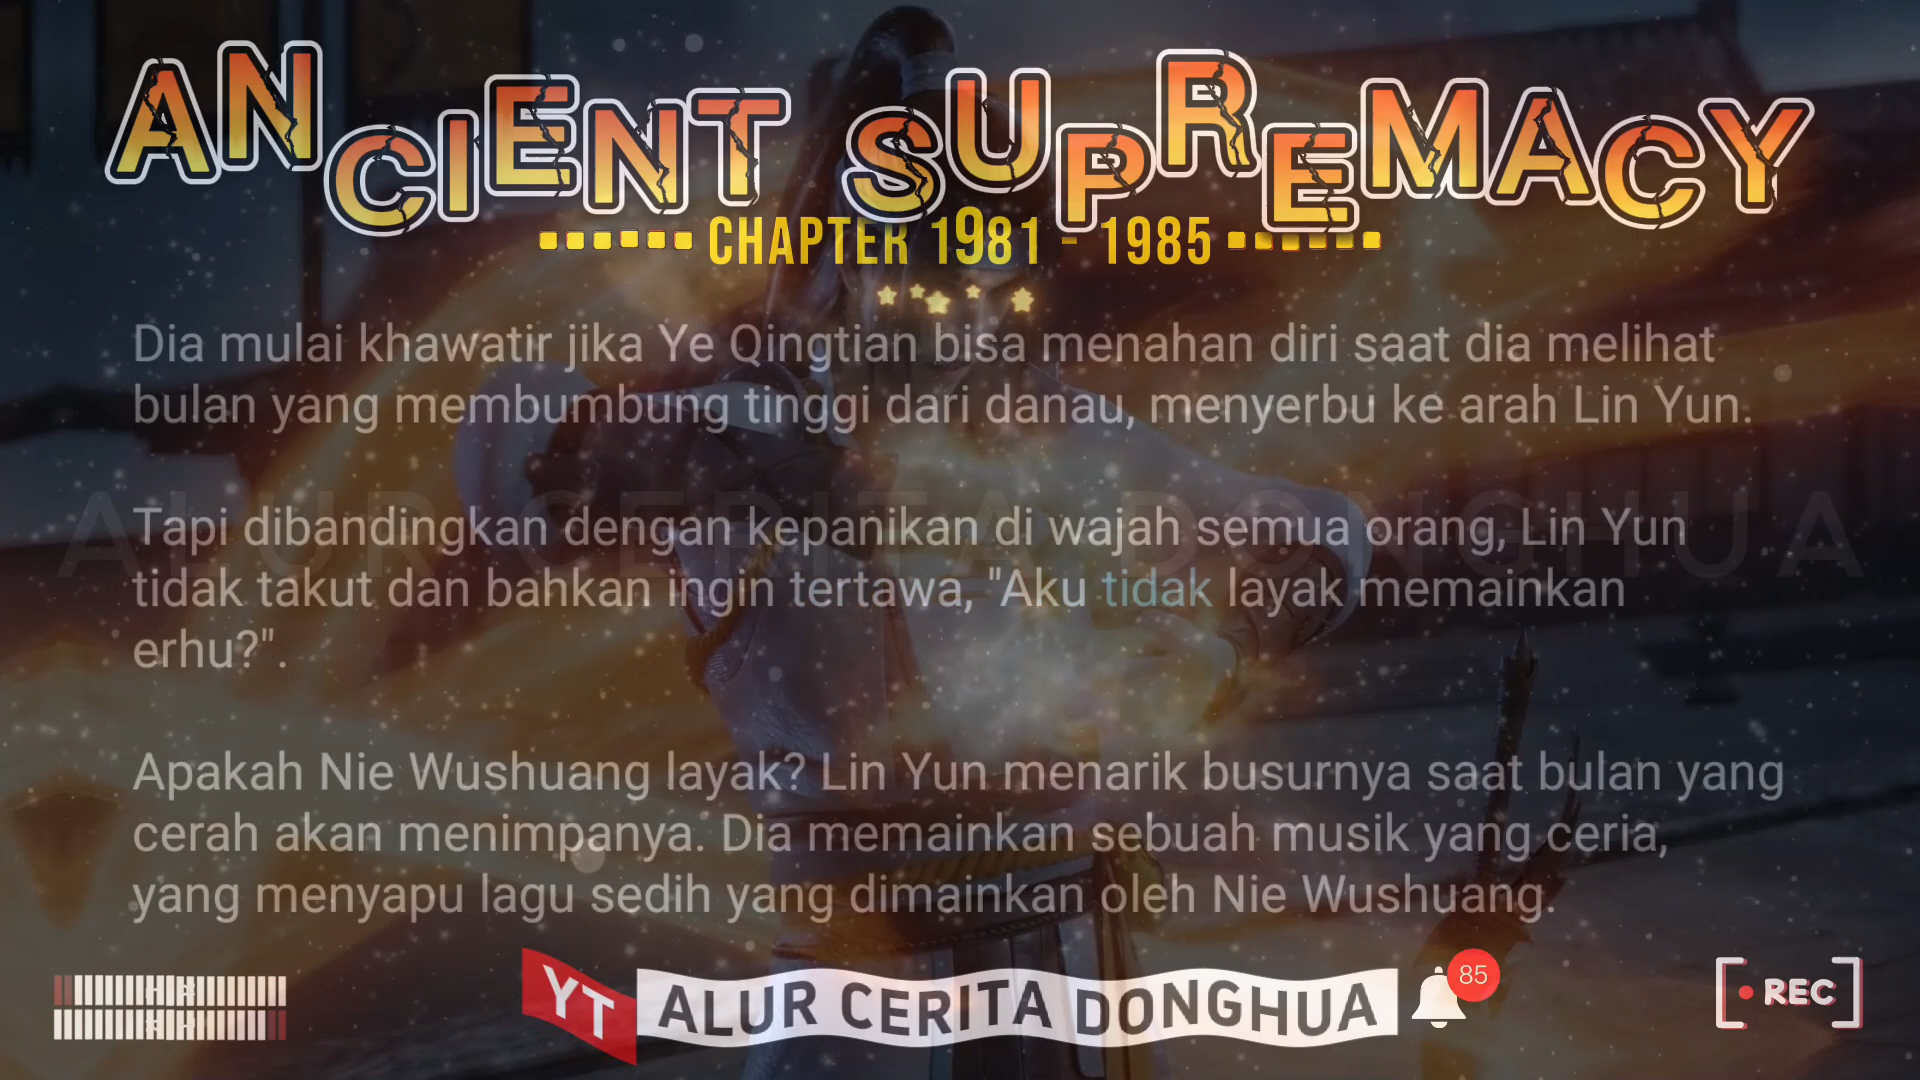 ANCIENT SUPREMACY
CHAPTER 1981 - 1985
Dia mulai khawatir jika Ye Qingtian bisa menahan diri saat dia melihat
bulan yang membumbung tinggi dari danau, menyerbu ke arah Lin Yun.
ALUR CERITA DONGHUA
Tapi dibandingkan dengan kepanikan di wajah semua orang, Lin Yun
tidak takut dan bahkan ingin tertawa, "Aku tidak layak memainkan
erhu?".
Apakah Nie Wushuang layak? Lin Yun menarik busurnya saat bulan yang
cerah akan menimpanya. Dia memainkan sebuah musik yang ceria,
yang menyapu lagu sedih yang dimainkan oleh Nie Wushuang.
YT ALUR CERITA DONGHUA 85
REC